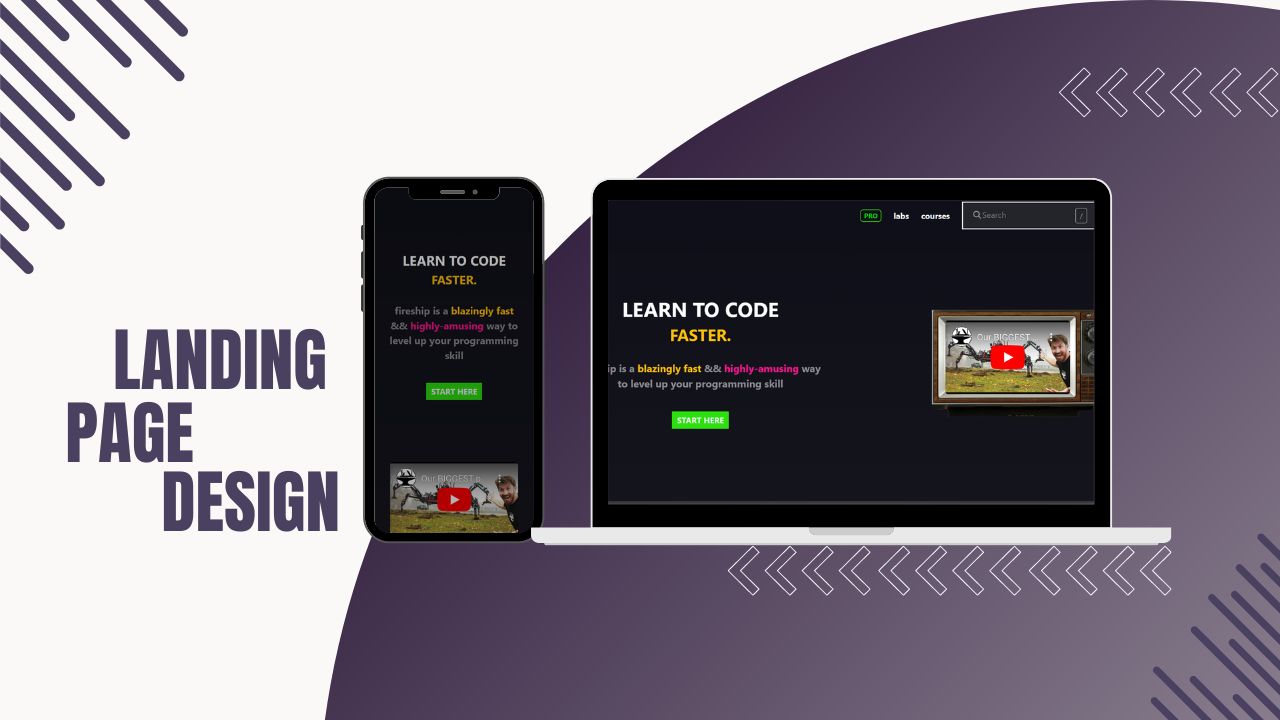 LANDING
PAGE
DESIGN
LEARN TO CODE
FASTER.
fireship is a blazingly fast
&& highly-amusing way to
level up your programming
skill
START HERE
Our BIGGEST p
PRO labs courses Search /
LEARN TO CODE
FASTER.
ip is a blazingly fast && highly-amusing way
to level up your programming skill
START HERE
Our BIGGEST